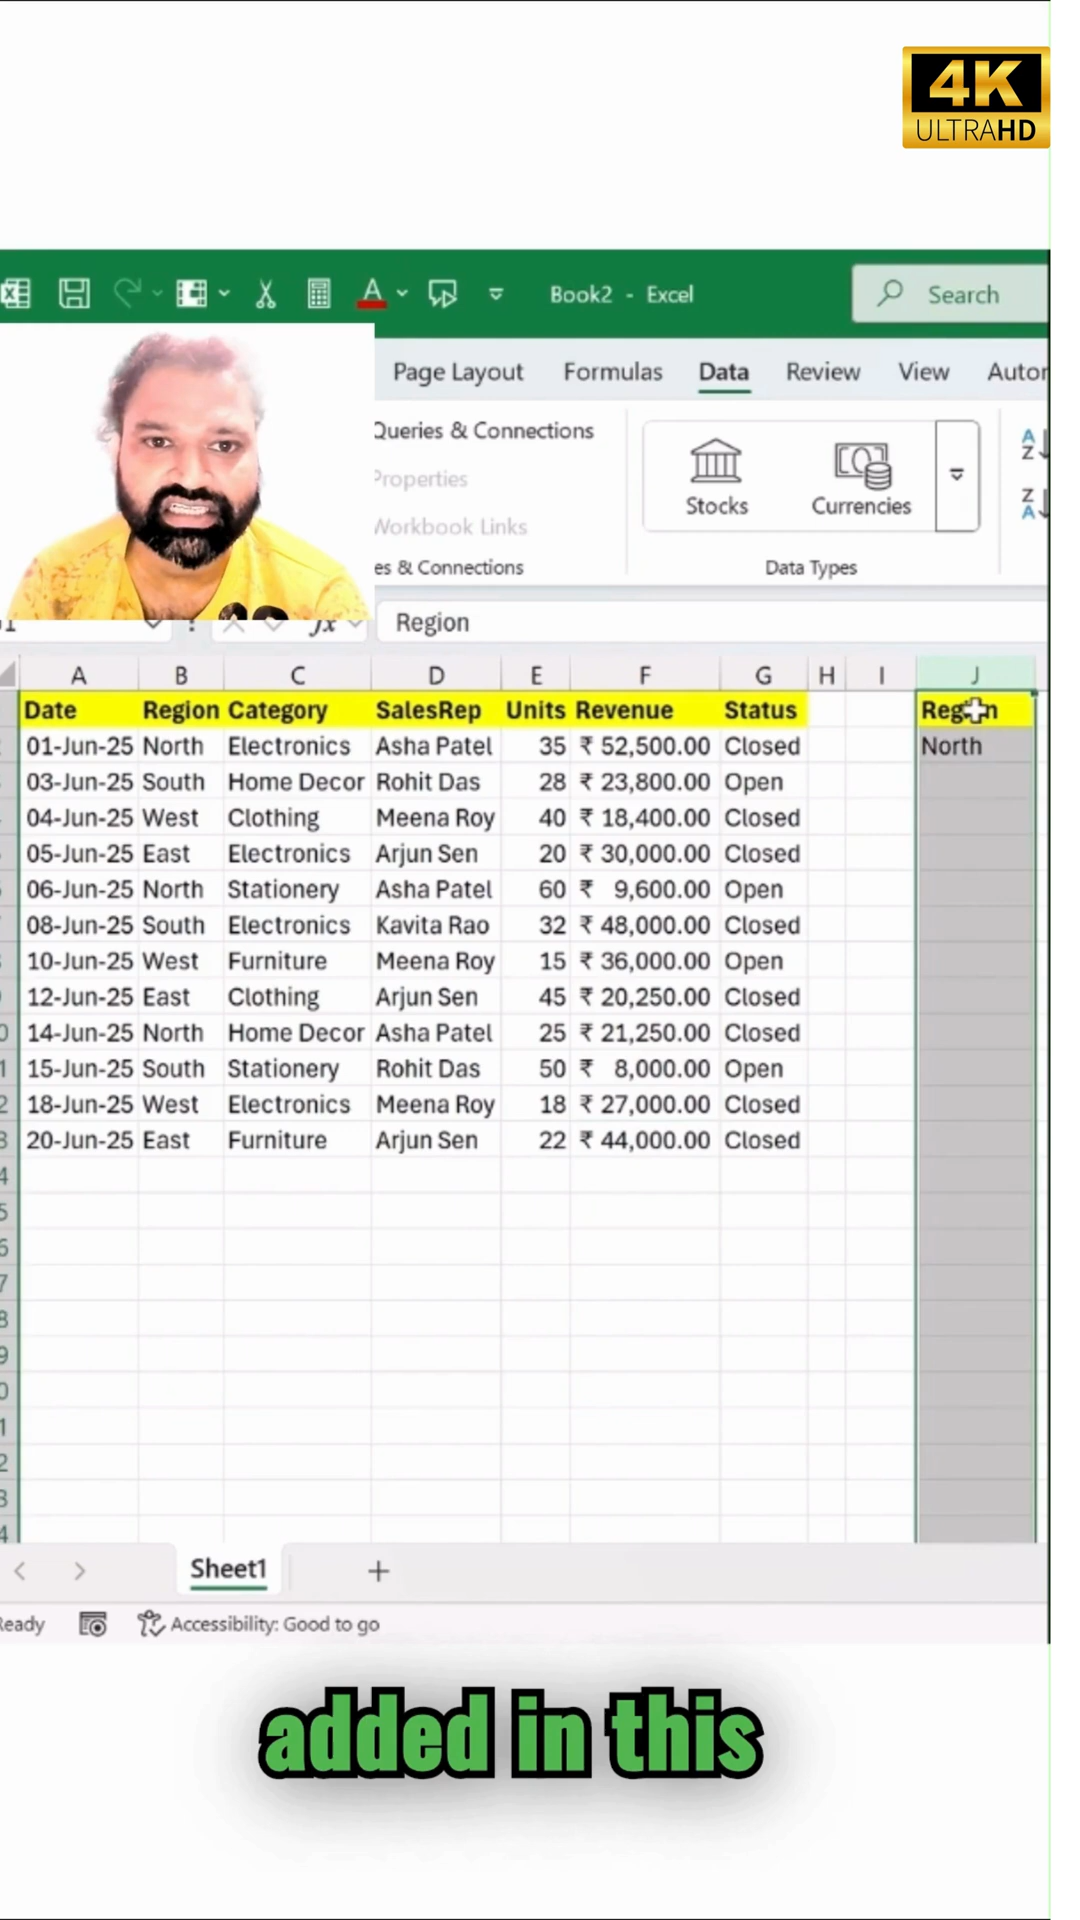 4K
ULTRAHD
Book2 - Excel
Search
Page Layout Formulas Data Review View
Queries & Connections
Properties
Workbook Links
& Connections
Stocks
Currencies
Data Types
A
Z
Z
A
fx
Region
A B C D E F G H I J
Date Region Category SalesRep Units Revenue Status Region
01-Jun-25 North Electronics Asha Patel 35 ₹ 52,500.00 Closed North
03-Jun-25 South Home Decor Rohit Das 28 ₹ 23,800.00 Open
04-Jun-25 West Clothing Meena Roy 40 ₹ 18,400.00 Closed
05-Jun-25 East Electronics Arjun Sen 20 ₹ 30,000.00 Closed
06-Jun-25 North Stationery Asha Patel 60 ₹ 9,600.00 Open
08-Jun-25 South Electronics Kavita Rao 32 ₹ 48,000.00 Closed
10-Jun-25 West Furniture Meena Roy 15 ₹ 36,000.00 Open
12-Jun-25 East Clothing Arjun Sen 45 ₹ 20,250.00 Closed
14-Jun-25 North Home Decor Asha Patel 25 ₹ 21,250.00 Closed
15-Jun-25 South Stationery Rohit Das 50 ₹ 8,000.00 Open
18-Jun-25 West Electronics Meena Roy 18 ₹ 27,000.00 Closed
20-Jun-25 East Furniture Arjun Sen 22 ₹ 44,000.00 Closed
Sheet1
Ready
Accessibility: Good to go
added in this